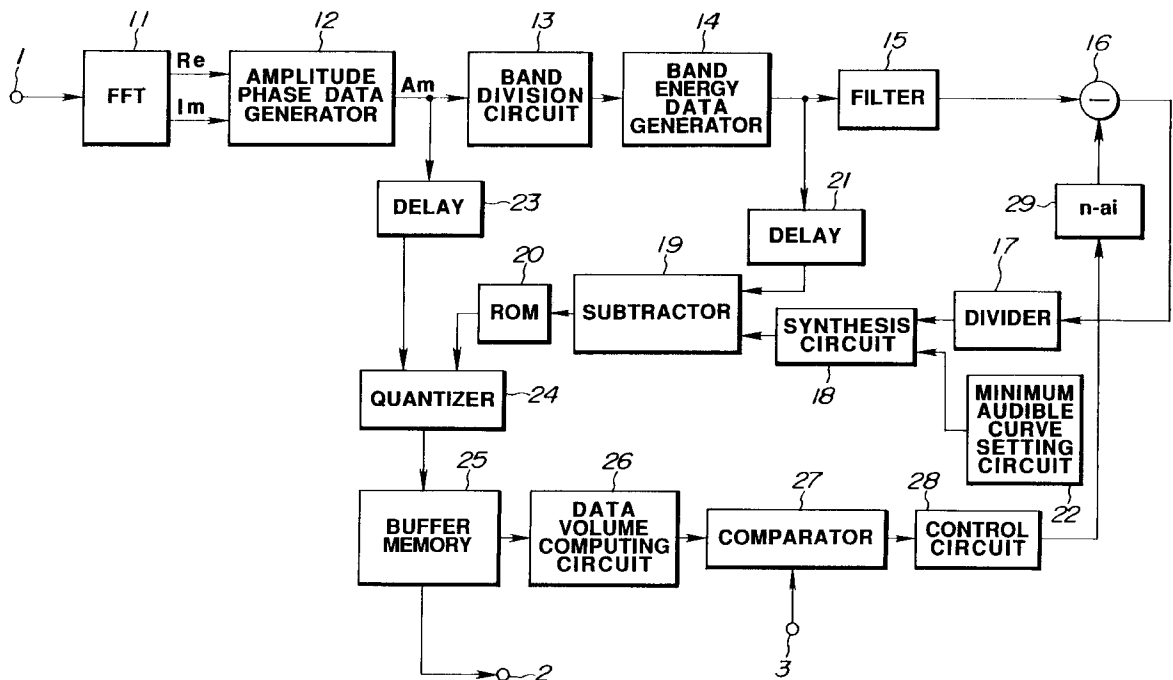 11
12
13
14
15
16
1
Re
Im
FFT
AMPLITUDE
PHASE DATA
GENERATOR
Am
BAND
DIVISION
CIRCUIT
BAND
ENERGY
DATA
GENERATOR
FILTER
−
DELAY
23
21
DELAY
29
n-ai
20
ROM
19
SUBTRACTOR
SYNTHESIS
CIRCUIT
18
17
DIVIDER
QUANTIZER
24
MINIMUM
AUDIBLE
CURVE
SETTING
CIRCUIT
22
25
BUFFER
MEMORY
26
DATA
VOLUME
COMPUTING
CIRCUIT
27
COMPARATOR
28
CONTROL
CIRCUIT
2
3